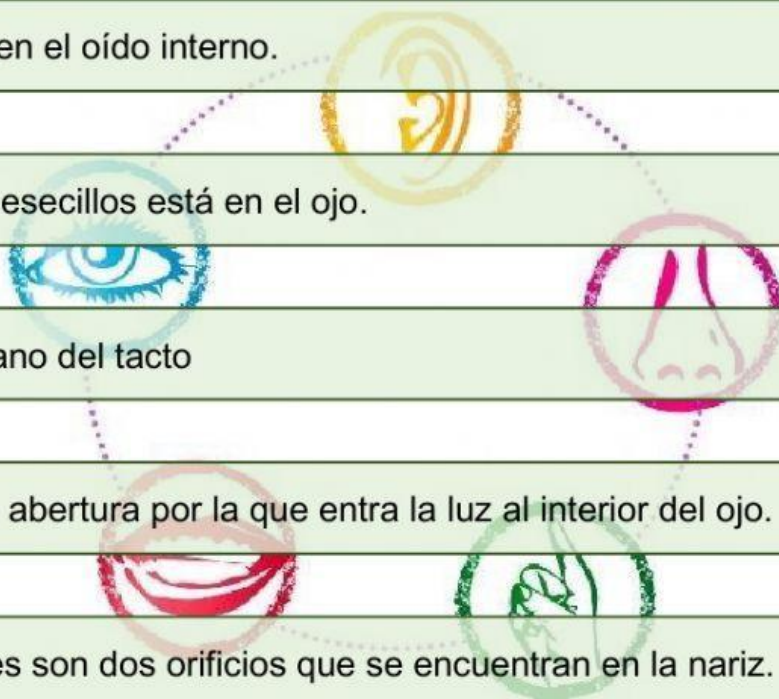 en el oído interno.
esecillos está en el ojo.
ano del tacto
abertura por la que entra la luz al interior del ojo.
es son dos orificios que se encuentran en la nariz.